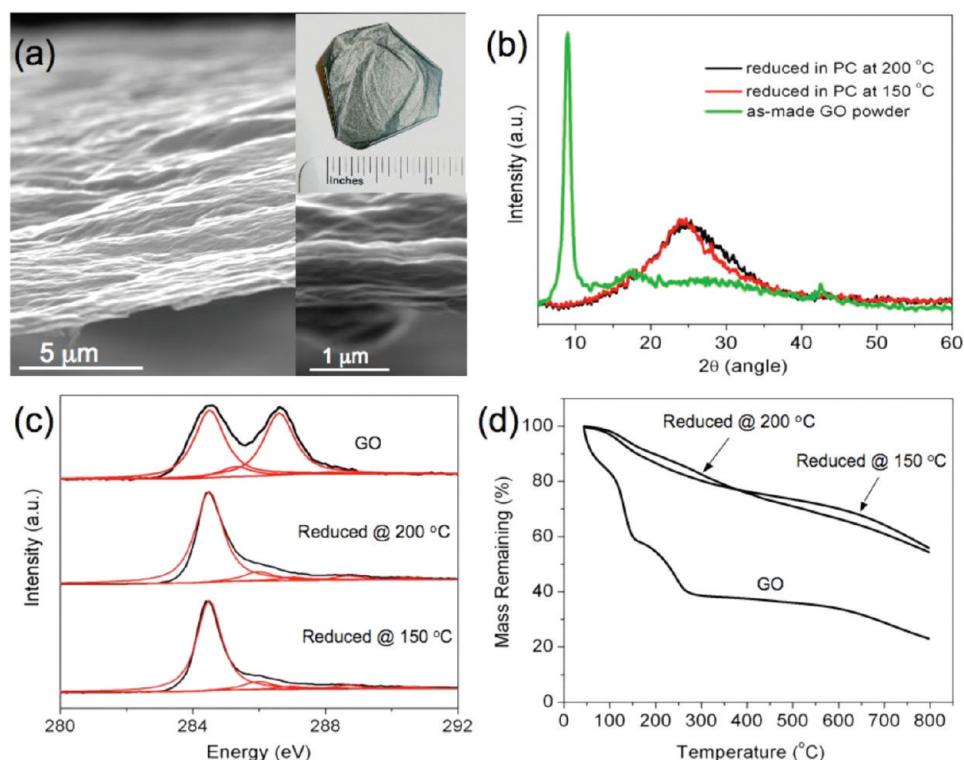 (a)
Inches
1
5 μm
1 μm
(b)
reduced in PC at 200 °C
reduced in PC at 150 °C
as-made GO powder
Intensity (a.u.)
10 20 30 40 50 60
2θ (angle)
(c)
GO
Reduced @ 200 °C
Reduced @ 150 °C
Intensity (a.u.)
280 284 288 292
Energy (eV)
(d)
100
80
60
40
20
0
Reduced @ 200 °C
Reduced @ 150 °C
GO
Mass Remaining (%)
0 100 200 300 400 500 600 700 800
Temperature (°C)